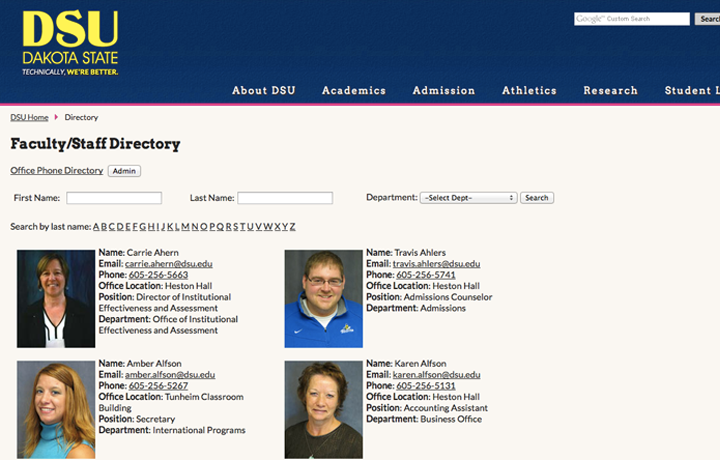 DSU
DAKOTA STATE
TECHNICALLY, WE'RE BETTER.
Google Custom Search
Searc
About DSU Academics Admission Athletics Research Student L
DSU Home Directory
Faculty/Staff Directory
Office Phone Directory Admin
First Name: Last Name: Department: -Select Dept- Search
Search by last name: A B C D E F G H I J K L M N O P Q R S T U V W X Y Z
Name: Carrie Ahern
Email: carrie.ahern@dsu.edu
Phone: 605-256-5663
Office Location: Heston Hall
Position: Director of Institutional
Effectiveness and Assessment
Department: Office of Institutional
Effectiveness and Assessment
Name: Travis Ahlers
Email: travis.ahlers@dsu.edu
Phone: 605-256-5741
Office Location: Heston Hall
Position: Admissions Counselor
Department: Admissions
Name: Amber Alfson
Email: amber.alfson@dsu.edu
Phone: 605-256-5267
Office Location: Tunheim Classroom
Building
Position: Secretary
Department: International Programs
Name: Karen Alfson
Email: karen.alfson@dsu.edu
Phone: 605-256-5131
Office Location: Heston Hall
Position: Accounting Assistant
Department: Business Office